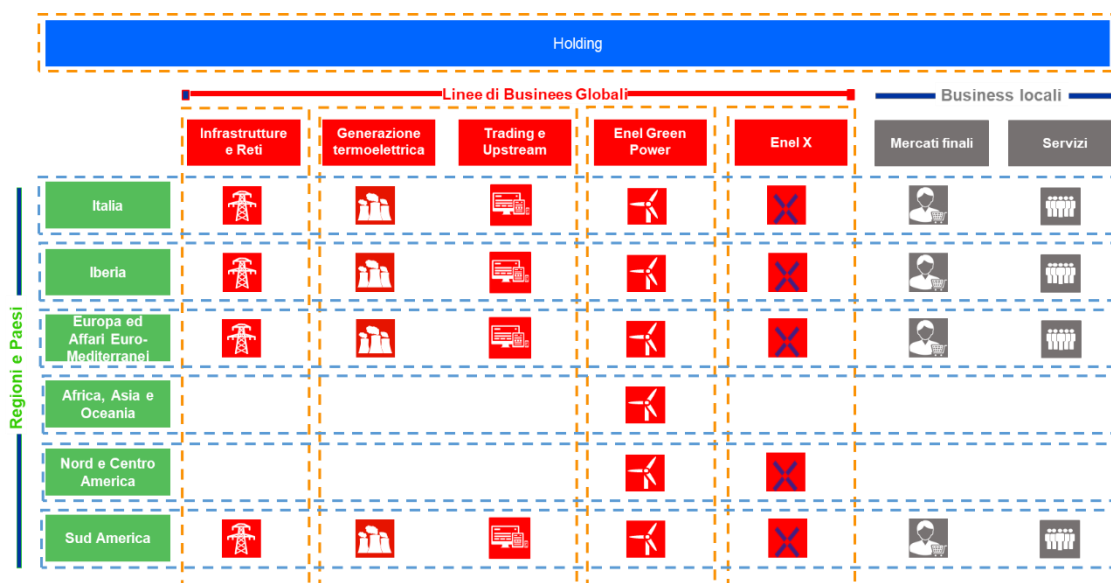 Holding
Linee di Businees Globali
Business locali
Infrastrutture
e Reti
Generazione
termoelettrica
Trading e
Upstream
Enel Green
Power
Enel X
Mercati finali
Servizi
Regioni e Paesi
Italia
Iberia
Europa ed
Affari Euro-
Mediterranei
Africa, Asia e
Oceania
Nord e Centro
America
Sud America